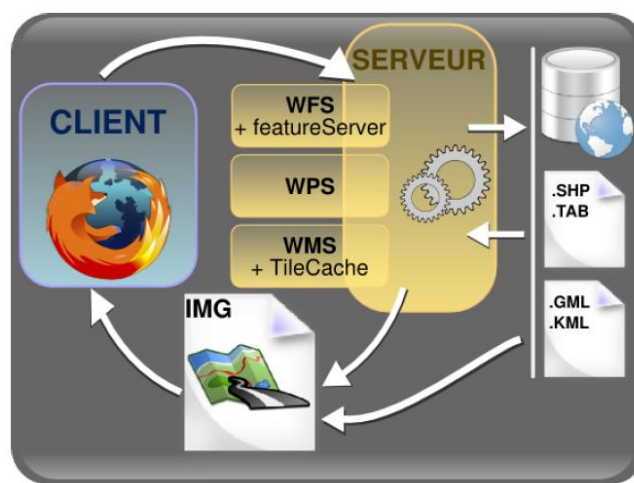 CLIENT
SERVEUR
WFS
+ featureServer
WPS
WMS
+ TileCache
IMG
.SHP
.TAB
.GML
.KML